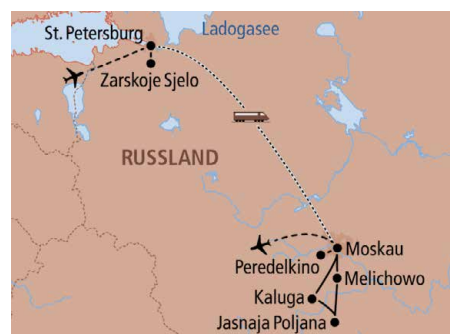 St. Petersburg
Ladogasee
Zarskoje Sjelo
RUSSLAND
Moskau
Peredelkino
Melichowo
Kaluga
Jasnaja Poljana